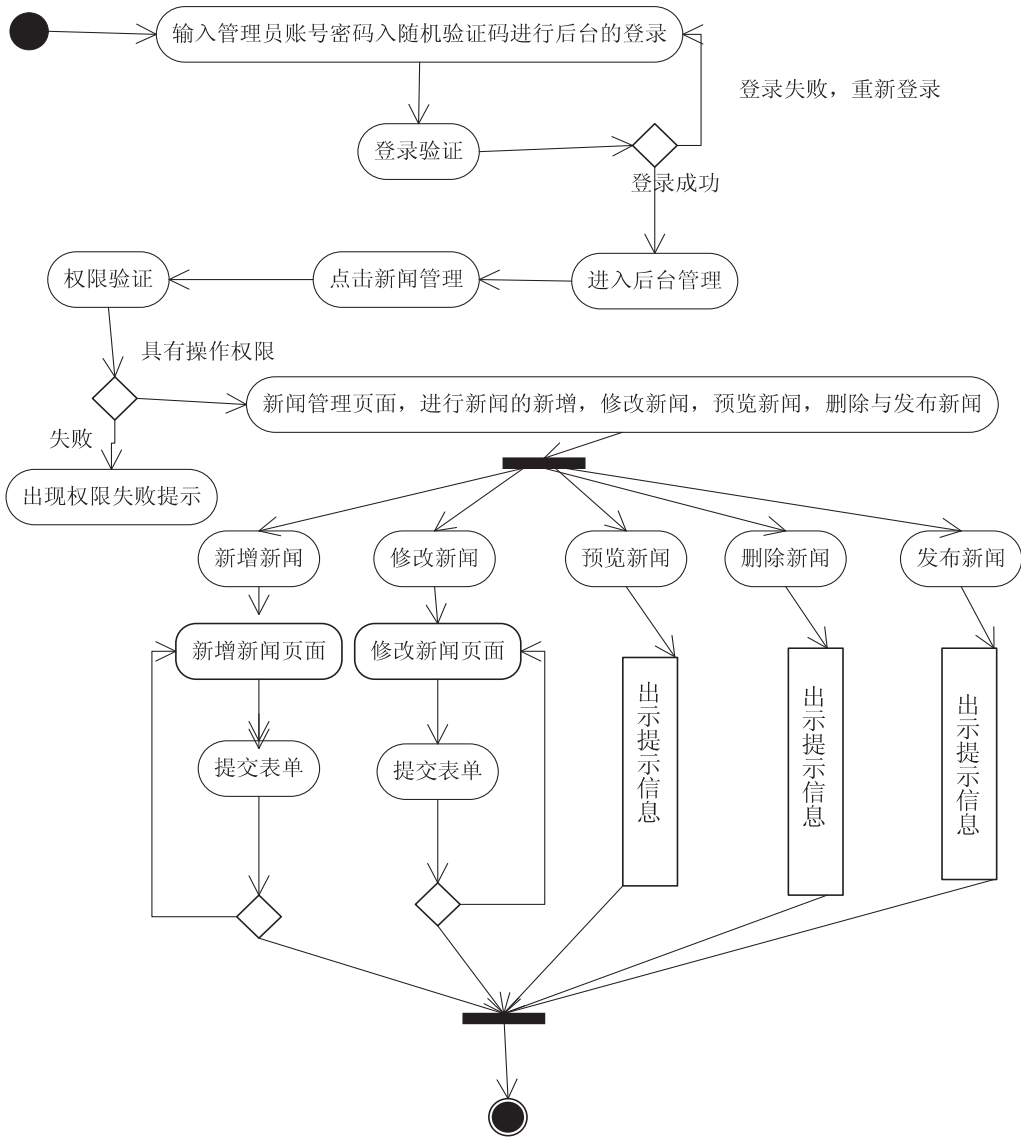 输入管理员账号密码入随机验证码进行后台的登录
登录失败，重新登录
登录验证
登录成功
权限验证
点击新闻管理
进入后台管理
具有操作权限
新闻管理页面，进行新闻的新增，修改新闻，预览新闻，删除与发布新闻
失败
出现权限失败提示
新增新闻
修改新闻
预览新闻
删除新闻
发布新闻
新增新闻页面
修改新闻页面
提交表单
提交表单
出示提示信息
出示提示信息
出示提示信息